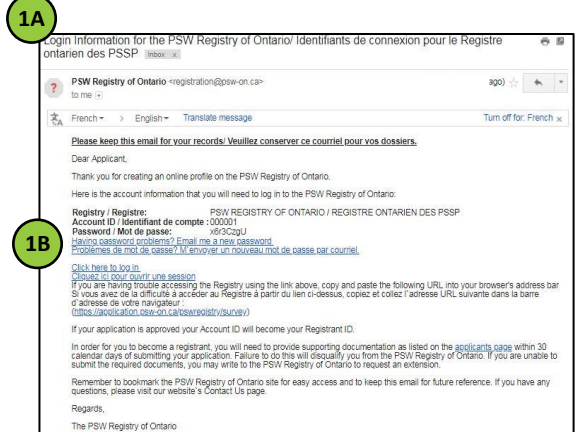 1A
Login Information for the PSW Registry of Ontario/ Identifiants de connexion pour le Registre
ontarien des PSSP Inbox x
PSW Registry of Ontario <registration@psw-on.ca>
ago)
to me
French English Translate message Turn off for: French x
Please keep this email for your records/ Veuillez conserver ce courriel pour vos dossiers.
Dear Applicant,
Thank you for creating an online profile on the PSW Registry of Ontario.
Here is the account information that you will need to log in to the PSW Registry of Ontario:
Registry / Registre: PSW REGISTRY OF ONTARIO / REGISTRE ONTARIEN DES PSSP
Account ID / Identifiant de compte : 000001
Password / Mot de passe: x6r3CzgU
1B
Having password problems? Email me a new password
Problèmes de mot de passe? M'envoyer un nouveau mot de passe par courriel.
Click here to log in
Cliquez ici pour ouvrir une session
If you are having trouble accessing the Registry using the link above, copy and paste the following URL into your browser's address bar
Si vous avez de la difficulté à accéder au Registre à partir du lien ci-dessus, copiez et collez l'adresse URL suivante dans la barre
d'adresse de votre navigateur :
(https://application.psw-on.ca/pswregistry/survey)
If your application is approved your Account ID will become your Registrant ID.
In order for you to become a registrant, you will need to provide supporting documentation as listed on the applicants page within 30
calendar days of submitting your application. Failure to do this will disqualify you from the PSW Registry of Ontario. If you are unable to
submit the required documents, you may write to the PSW Registry of Ontario to request an extension.
Remember to bookmark the PSW Registry of Ontario site for easy access and to keep this email for future reference. If you have any
questions, please visit our website's Contact Us page.
Regards,
The PSW Registry of Ontario